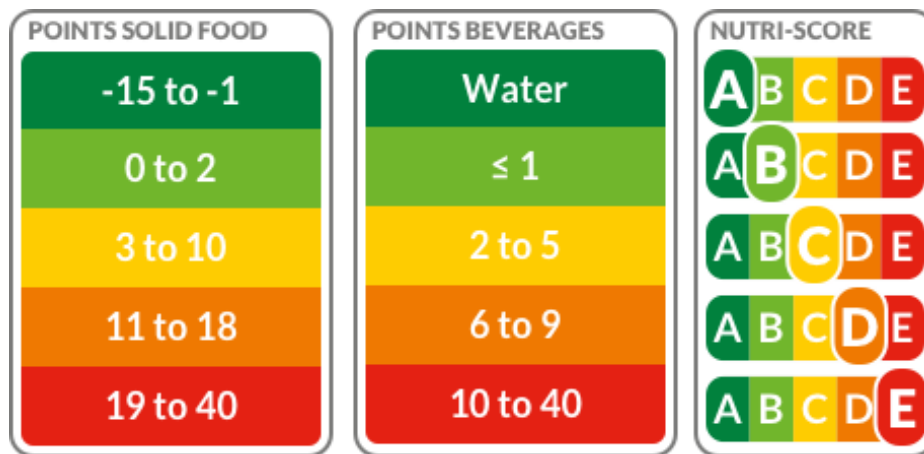 POINTS SOLID FOOD
-15 to -1
0 to 2
3 to 10
11 to 18
19 to 40
POINTS BEVERAGES
Water
≤ 1
2 to 5
6 to 9
10 to 40
NUTRI-SCORE
A B C D E
A B C D E
A B C D E
A B C D E
A B C D E